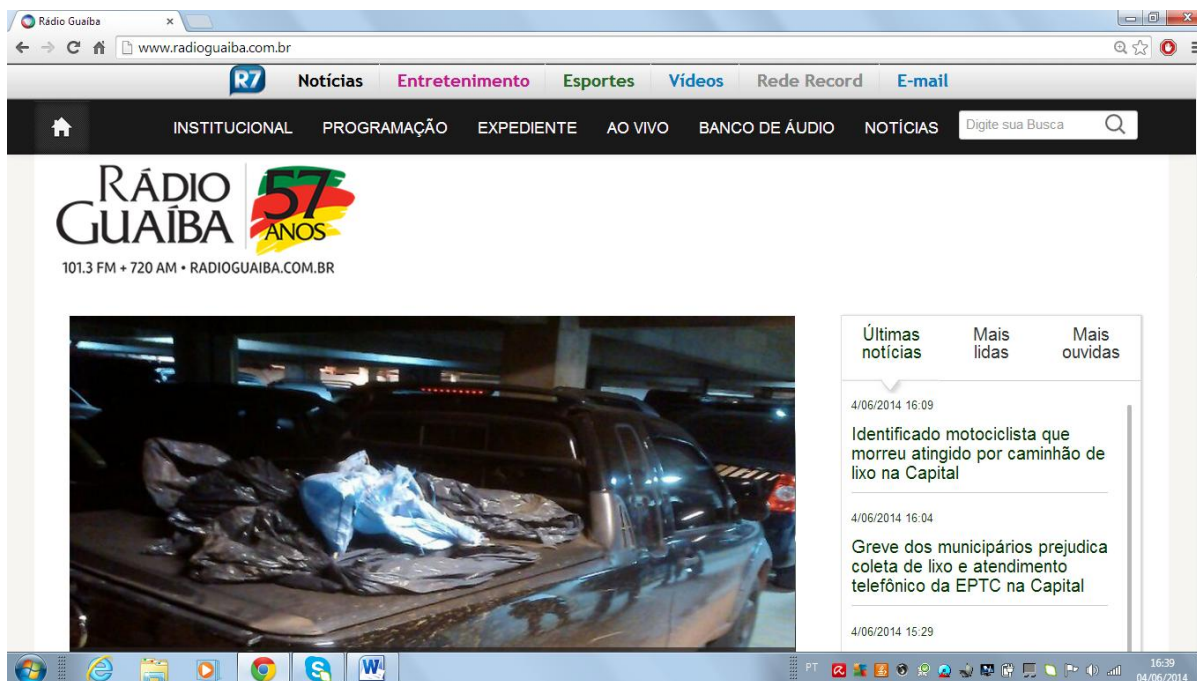 Rádio Guaíba
www.radioguaiba.com.br
R7 Notícias Entretenimento Esportes Vídeos Rede Record E-mail
INSTITUCIONAL PROGRAMAÇÃO EXPEDIENTE AO VIVO BANCO DE ÁUDIO NOTÍCIAS Digite sua Busca
RÁDIO
GUAÍBA
57
ANOS
101.3 FM + 720 AM • RADIOGUAIBA.COM.BR
Últimas notícias
Mais lidas
Mais ouvidas
4/06/2014 16:09
Identificado motociclista que
morreu atingido por caminhão de
lixo na Capital
4/06/2014 16:04
Greve dos municipários prejudica
coleta de lixo e atendimento
telefônico da EPTC na Capital
4/06/2014 15:29
PT
16:39
04/06/2014